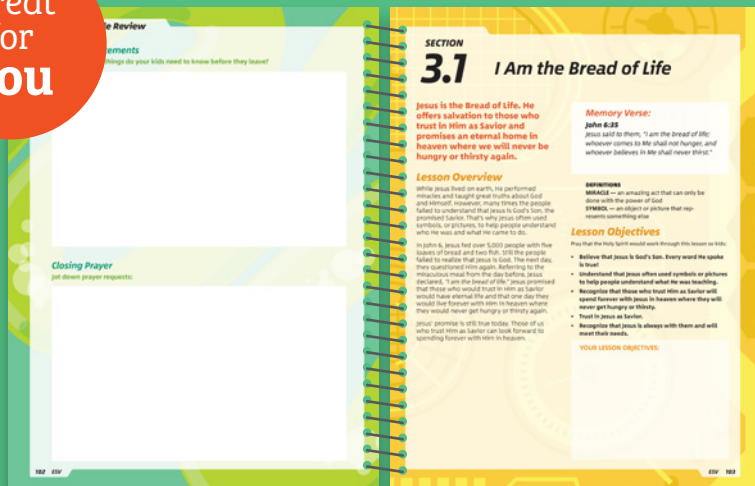 reat
for
ou
le Review
ements
things do your kids need to know before they leave?
Closing Prayer
Jot down prayer requests:
102 ESV
SECTION
3.1
I Am the Bread of Life
Jesus is the Bread of Life. He
offers salvation to those who
trust in Him as Savior and
promises an eternal home in
heaven where we will never be
hungry or thirsty again.
Lesson Overview
While Jesus lived on earth, He performed
miracles and taught great truths about God
and Himself. However, many times the people
failed to understand that Jesus is God's Son, the
promised Savior. That's why Jesus often used
symbols, or pictures, to help people understand
who He was and what He came to do.
In John 6, Jesus fed over 5,000 people with five
loaves of bread and two fish. Still the people
failed to realize that Jesus is God. The next day,
they questioned Him again. Referring to the
miraculous meal from the day before, Jesus
declared, "I am the bread of life." Jesus promised
that those who would trust in Him as Savior
would have eternal life and that one day they
would live forever with Him in heaven where
they would never get hungry or thirsty again.
Jesus' promise is still true today. Those of us
who trust in Him as Savior can look forward to
spending forever with Him in heaven.
Memory Verse:
John 6:35
Jesus said to them, "I am the bread of life;
whoever comes to Me shall not hunger, and
whoever believes in Me shall never thirst."
DEFINITIONS
MIRACLE — an amazing act that can only be
done with the power of God
SYMBOL — an object or picture that rep-
resents something else
Lesson Objectives
Pray that the Holy Spirit would work through this lesson so kids:
• Believe that Jesus is God's Son. Every word He spoke
is true!
• Understand that Jesus often used symbols or pictures
to help people understand what He was teaching.
• Recognize that those who trust Him as Savior will
spend forever with Jesus in heaven where they will
never get hungry or thirsty.
• Trust in Jesus as Savior.
• Recognize that Jesus is always with them and will
meet their needs.
YOUR LESSON OBJECTIVES:
ESV 103